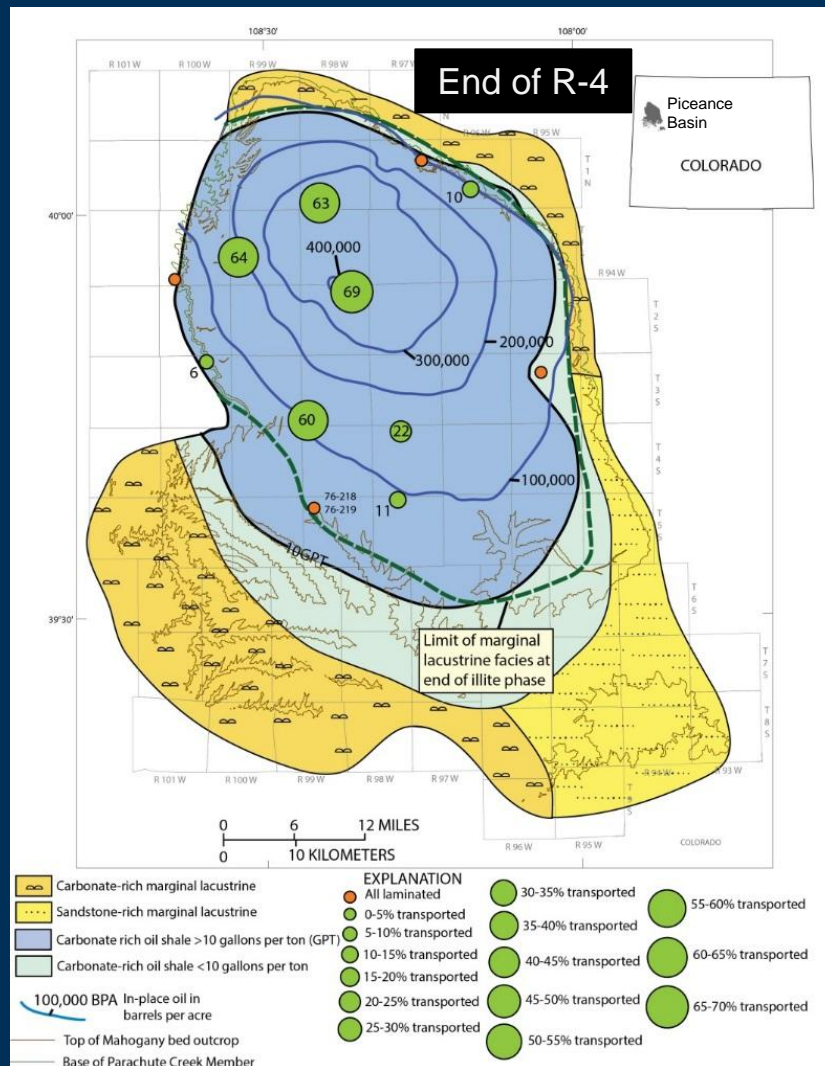 108°30'
108°00'
R 101 W
R 100 W
R 99 W
R 98 W
R 97
End of R-4
N
R 96 W
R 95 W
Piceance
Basin
COLORADO
T 1 N
10
63
40°00'
400,000
64
69
R 94 W
T 2 S
200,000
300,000
6
T 3 S
60
22
T 4 S
100,000
76-218
76-219
11
T 5 S
10GPT
T 6 S
39°30'
Limit of marginal
lacustrine facies at
end of illite phase
T 7 S
T 8 S
R 101 W
R 100 W
R 99 W
R 98 W
R 97 W
R 94 W
R 93 W
0 6 12 MILES
0 10 KILOMETERS
R 96 W
R 95 W
COLORADO
EXPLANATION
Carbonate-rich marginal lacustrine
Sandstone-rich marginal lacustrine
Carbonate rich oil shale >10 gallons per ton (GPT)
Carbonate-rich oil shale <10 gallons per ton
100,000 BPA
In-place oil in
barrels per acre
Top of Mahogany bed outcrop
Base of Parachute Creek Member
All laminated
0-5% transported
5-10% transported
10-15% transported
15-20% transported
20-25% transported
25-30% transported
30-35% transported
35-40% transported
40-45% transported
45-50% transported
50-55% transported
55-60% transported
60-65% transported
65-70% transported